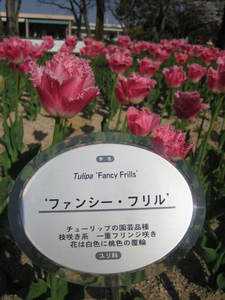 Tulipa 'Fancy Frills'
'ファンシー・フリル'
チューリップの園芸品種
枝咲き系 一重フリンジ咲き
花は白色に桃色の覆輪
ユリ科